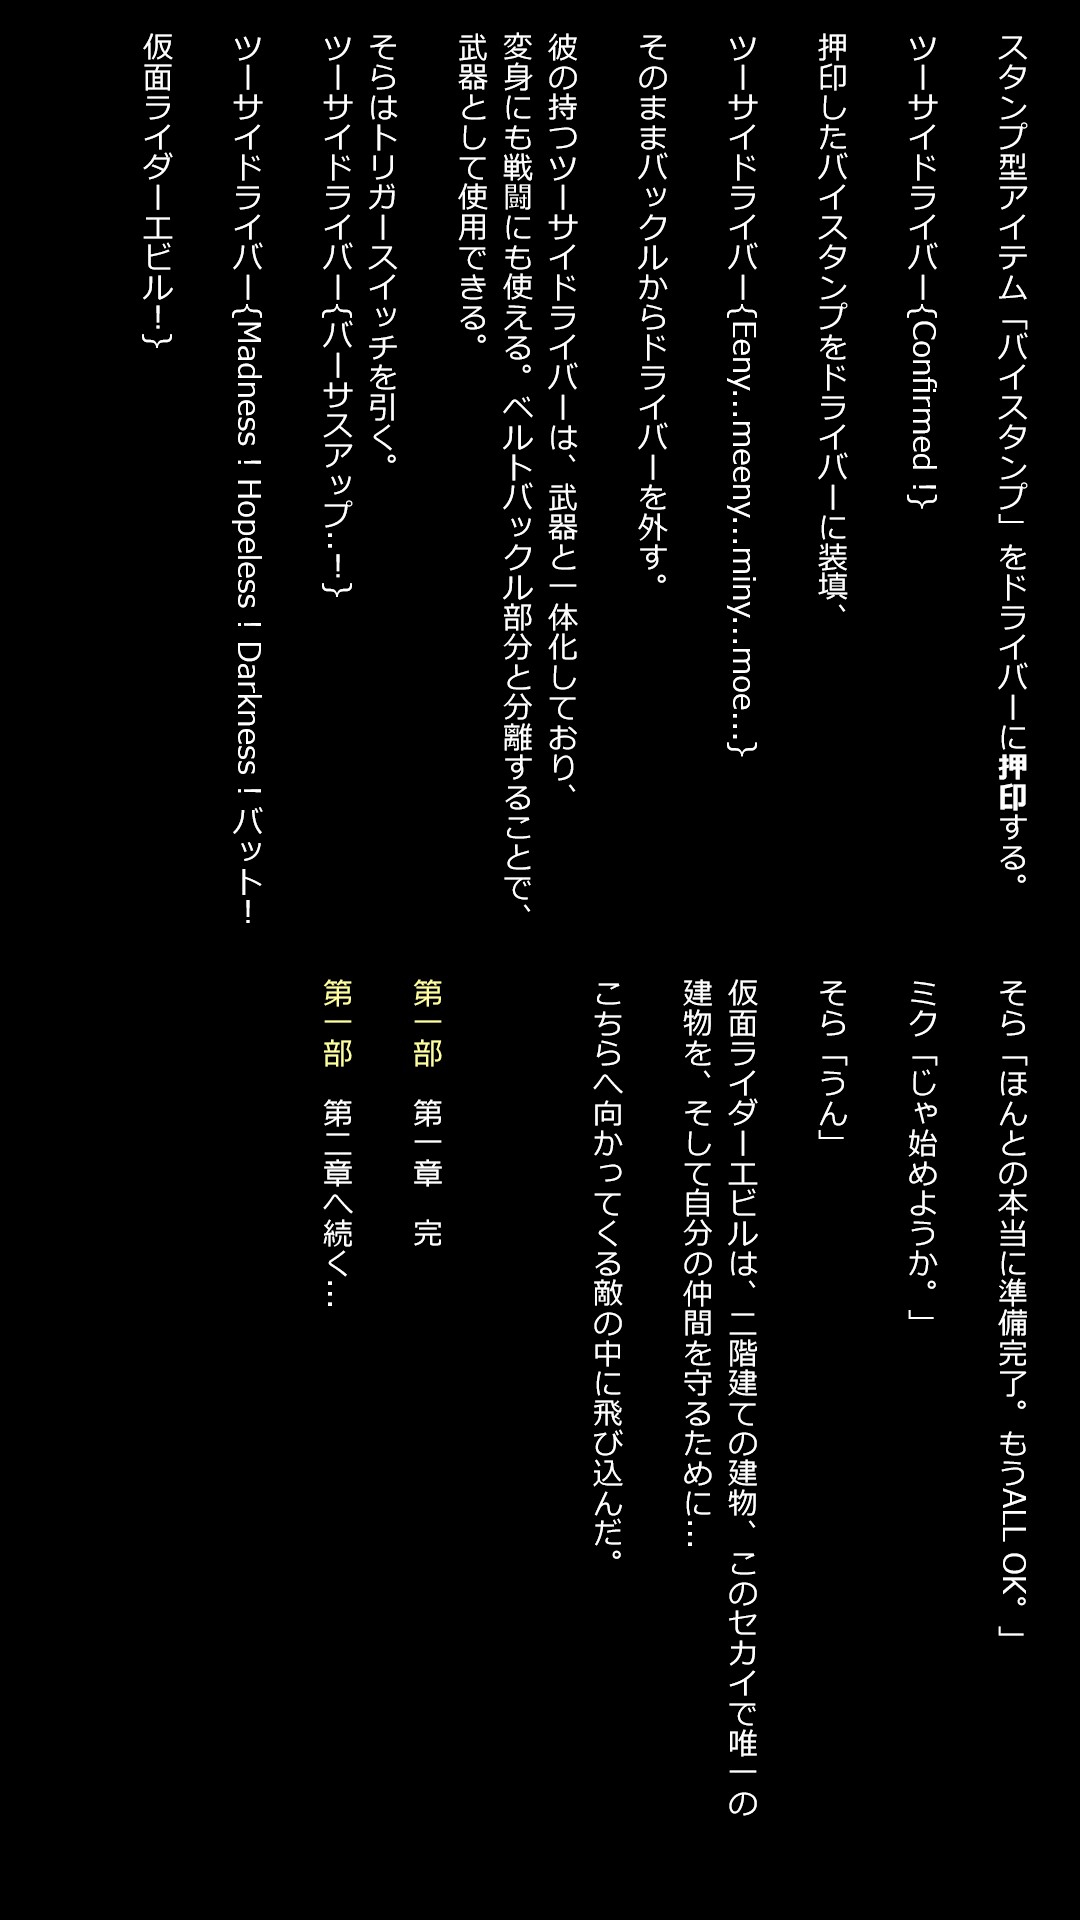 スタンプ型アイテム「バイスタンプ」をドライバーに押印する。
ツーサイドライバー{Confirmed !}
押印したバイスタンプをドライバーに装填、
ツーサイドライバー{Eeny…meeny…miny…moe…}
そのままバックルからドライバーを外す。
彼の持つツーサイドライバーは、武器と一体化しており、
変身にも戦闘にも使える。ベルトバックル部分と分離することで、
武器として使用できる。
そらはトリガースイッチを引く。
ツーサイドライバー{バーサスアップ…！}
ツーサイドライバー{Madness ! Hopeless ! Darkness ! バット！
仮面ライダーエビル！}
そら「ほんとの本当に準備完了。もうALL OK。」
ミク「じゃ始めようか。」
そら「うん」
仮面ライダーエビルは、二階建ての建物、このセカイで唯一の
建物を、そして自分の仲間を守るために…
こちらへ向かってくる敵の中に飛び込んだ。
第一部　第一章　完
第一部　第二章へ続く…